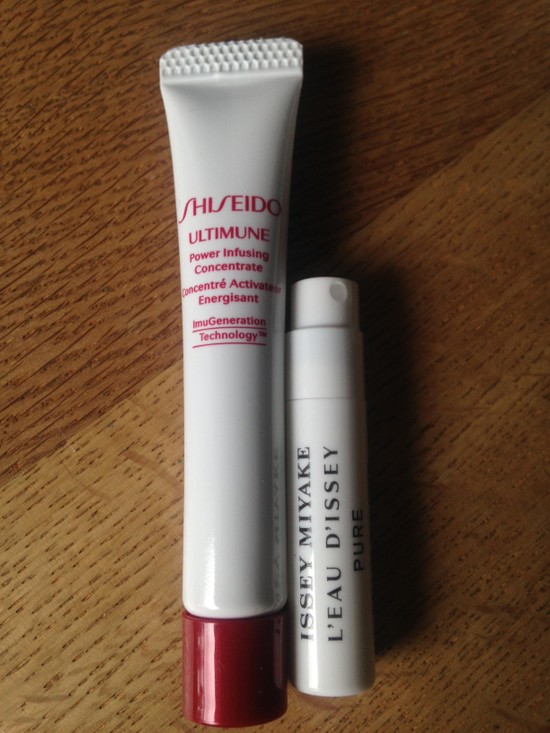 SHISEIDO
ULTIMUNE
Power Infusing
Concentrate
Concentré Activateur
Energisant
ImuGeneration
Technology™
ISSEY MIYAKE
L'EAU D'ISSEY
PURE